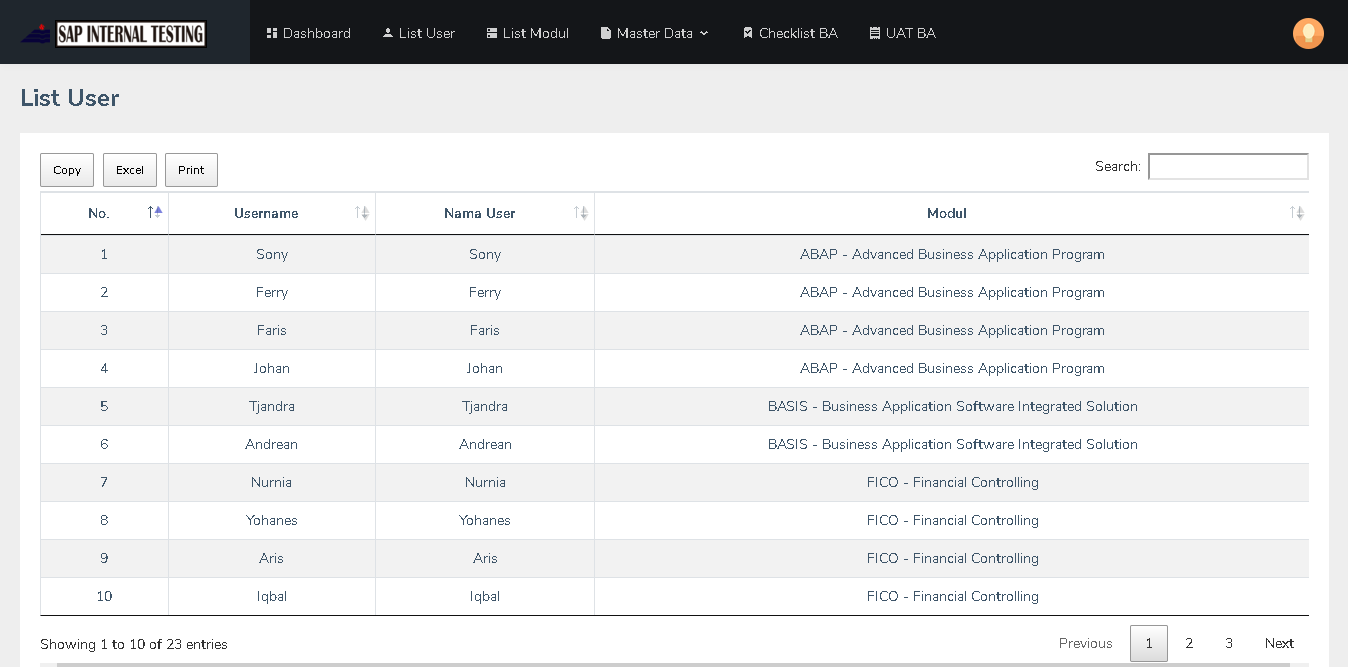 SAP INTERNAL TESTING Dashboard List User List Modul Master Data Checklist BA UAT BA
List User
Copy Excel Print Search:
No. Username Nama User Modul
1 Sony Sony ABAP - Advanced Business Application Program
2 Ferry Ferry ABAP - Advanced Business Application Program
3 Faris Faris ABAP - Advanced Business Application Program
4 Johan Johan ABAP - Advanced Business Application Program
5 Tjandra Tjandra BASIS - Business Application Software Integrated Solution
6 Andrean Andrean BASIS - Business Application Software Integrated Solution
7 Nurnia Nurnia FICO - Financial Controlling
8 Yohanes Yohanes FICO - Financial Controlling
9 Aris Aris FICO - Financial Controlling
10 Iqbal Iqbal FICO - Financial Controlling
Showing 1 to 10 of 23 entries Previous 1 2 3 Next